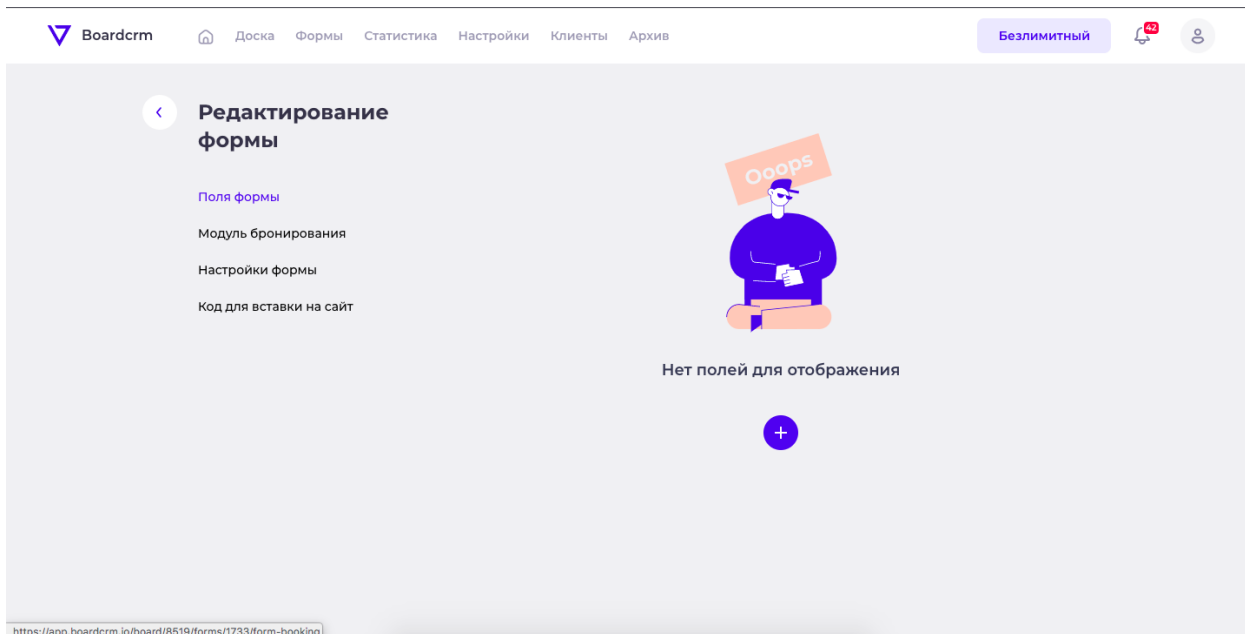 Boardcrm
Доска Формы Статистика Настройки Клиенты Архив
Безлимитный
42
Редактирование
формы
Поля формы
Модуль бронирования
Настройки формы
Код для вставки на сайт
Ooops
Нет полей для отображения
https://app.boardcrm.io/board/8519/forms/1733/form-booking